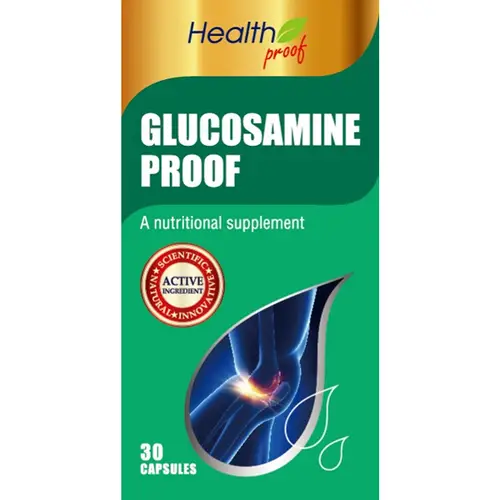 Health
proof
GLUCOSAMINE
PROOF
A nutritional supplement
SCIENTIFIC
NATURAL
INNOVATIVE
ACTIVE
INGREDIENT
30
CAPSULES